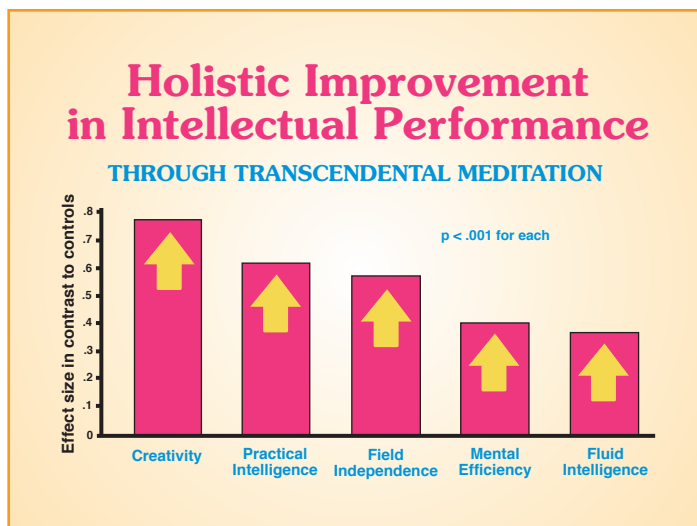 Holistic Improvement
in Intellectual Performance
THROUGH TRANSCENDENTAL MEDITATION
Effect size in contrast to controls
.8
.7
.6
.5
.4
.3
.2
.1
0
p < .001 for each
Creativity
Practical
Intelligence
Field
Independence
Mental
Efficiency
Fluid
Intelligence